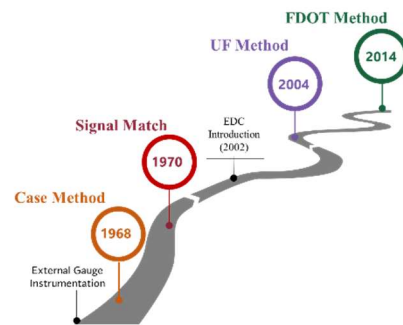 FDOT Method
2014
UF Method
2004
EDC
Introduction
(2002)
Signal Match
1970
Case Method
1968
External Gauge
Instrumentation